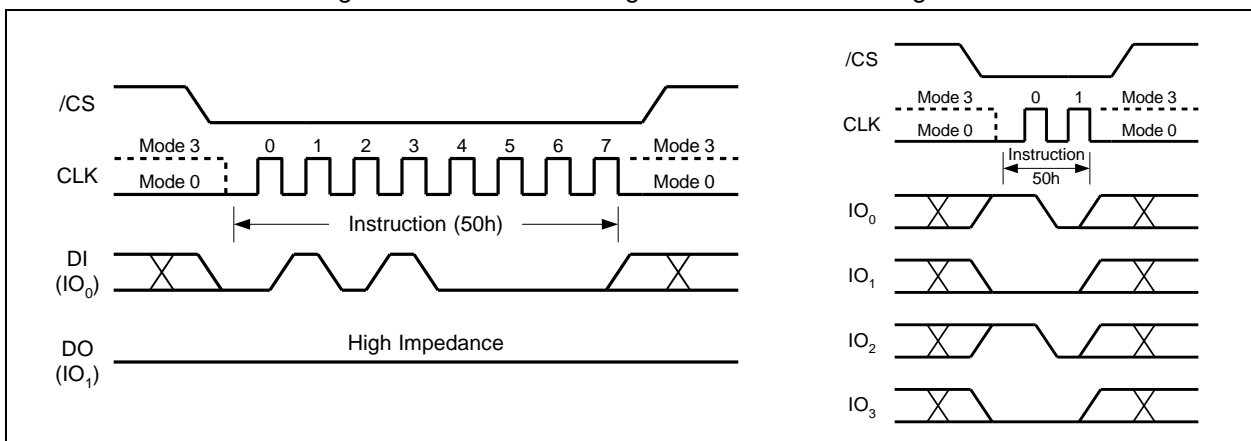 /CS
Mode 3 0 1 2 3 4 5 6 7 Mode 3
CLK
Mode 0 Mode 0
Instruction (50h)
DI
(IO0)
DO
(IO1)
High Impedance
/CS
Mode 3 0 1 Mode 3
CLK
Mode 0 Mode 0
Instruction
50h
IO0
IO1
IO2
IO3